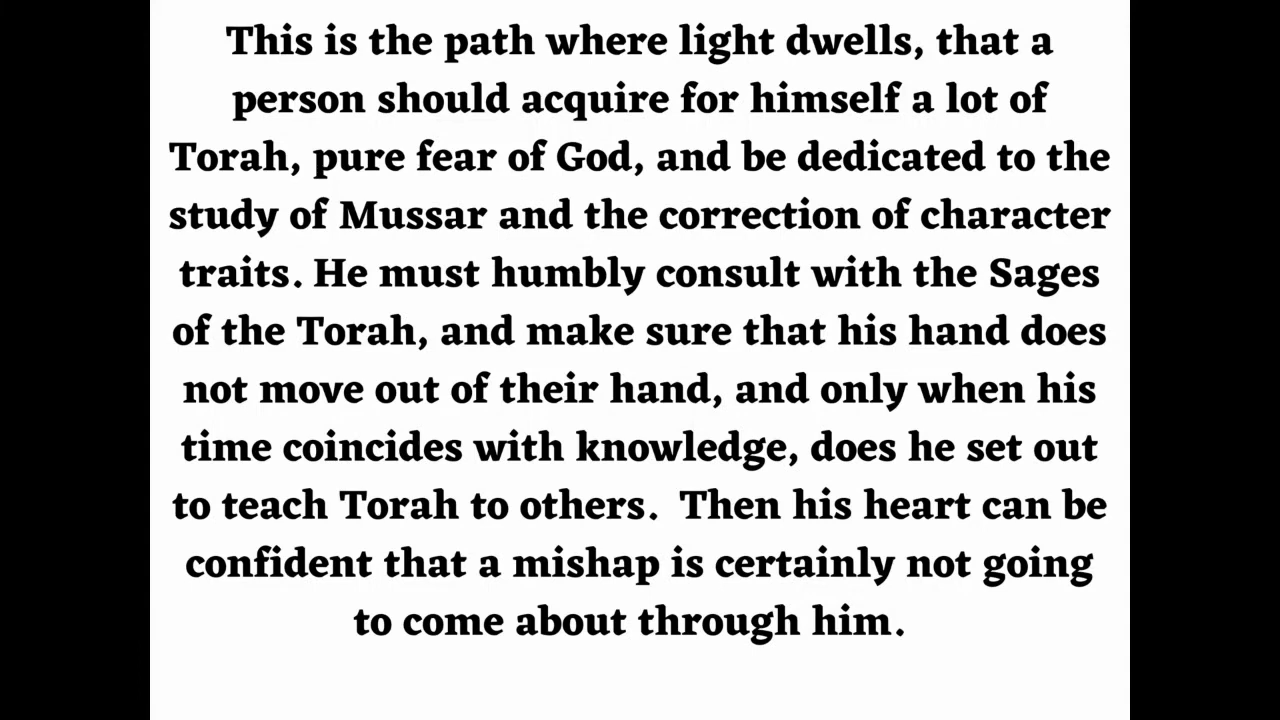 This is the path where light dwells, that a
person should acquire for himself a lot of
Torah, pure fear of God, and be dedicated to the
study of Mussar and the correction of character
traits. He must humbly consult with the Sages
of the Torah, and make sure that his hand does
not move out of their hand, and only when his
time coincides with knowledge, does he set out
to teach Torah to others.  Then his heart can be
confident that a mishap is certainly not going
to come about through him.